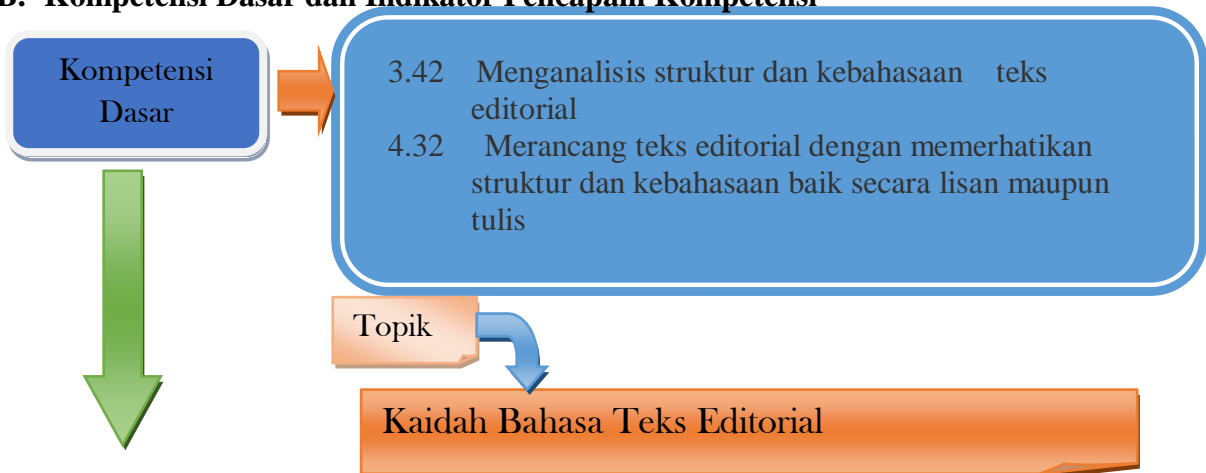 B. Kompetensi Dasar dan Indikator Pencapain Kompetensi
Kompetensi
Dasar
3.42 Menganalisis struktur dan kebahasaan teks
editorial
4.32 Merancang teks editorial dengan memerhatikan
struktur dan kebahasaan baik secara lisan maupun
tulis
Topik
Kaidah Bahasa Teks Editorial